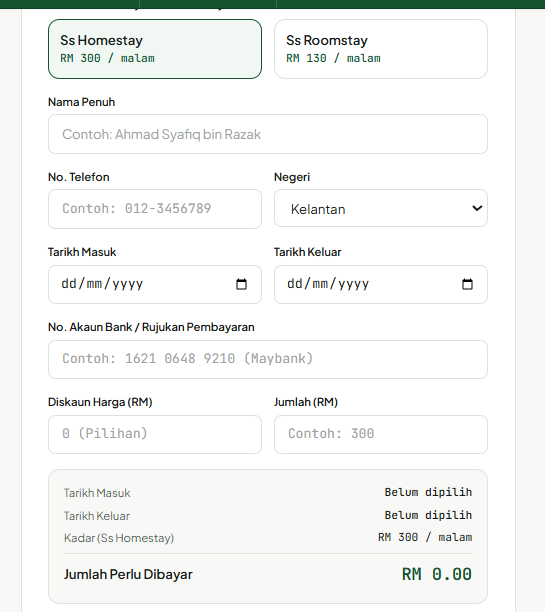 Ss Homestay
RM 300 / malam
Ss Roomstay
RM 130 / malam
Nama Penuh
Contoh: Ahmad Syafiq bin Razak
No. Telefon
Negeri
Contoh: 012-3456789
Kelantan
Tarikh Masuk
Tarikh Keluar
dd/mm/yyyy
dd/mm/yyyy
No. Akaun Bank / Rujukan Pembayaran
Contoh: 1621 0648 9210 (Maybank)
Diskaun Harga (RM)
Jumlah (RM)
0 (Pilihan)
Contoh: 300
Tarikh Masuk
Belum dipilih
Tarikh Keluar
Belum dipilih
Kadar (Ss Homestay)
RM 300 / malam
Jumlah Perlu Dibayar
RM 0.00